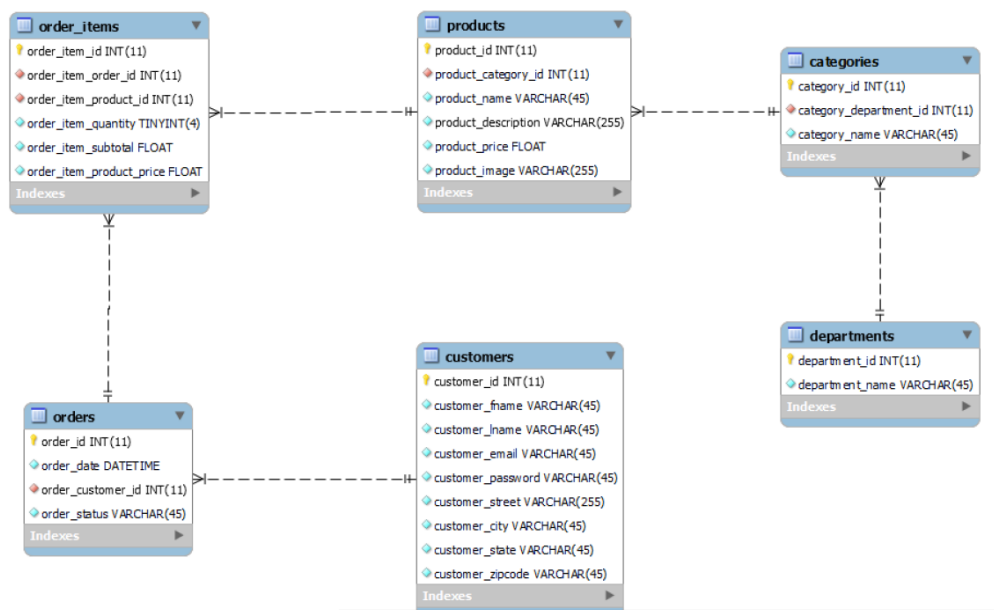 order_items
order_item_id INT(11)
order_item_order_id INT(11)
order_item_product_id INT(11)
order_item_quantity TINYINT(4)
order_item_subtotal FLOAT
order_item_product_price FLOAT
Indexes
products
product_id INT(11)
product_category_id INT(11)
product_name VARCHAR(45)
product_description VARCHAR(255)
product_price FLOAT
product_image VARCHAR(255)
Indexes
categories
category_id INT(11)
category_department_id INT(11)
category_name VARCHAR(45)
Indexes
orders
order_id INT(11)
order_date DATETIME
order_customer_id INT(11)
order_status VARCHAR(45)
Indexes
customers
customer_id INT(11)
customer_fname VARCHAR(45)
customer_lname VARCHAR(45)
customer_email VARCHAR(45)
customer_password VARCHAR(45)
customer_street VARCHAR(255)
customer_city VARCHAR(45)
customer_state VARCHAR(45)
customer_zipcode VARCHAR(45)
Indexes
departments
department_id INT(11)
department_name VARCHAR(45)
Indexes